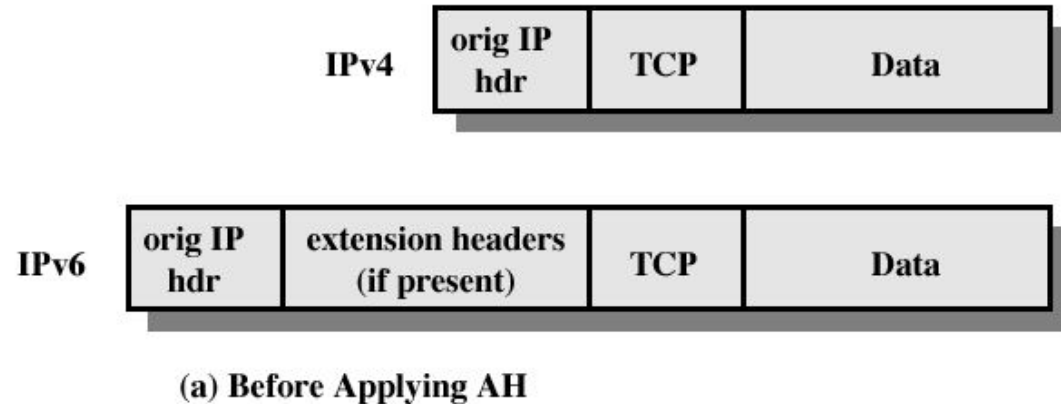 IPv4
orig IP
hdr
TCP
Data
IPv6
orig IP
hdr
extension headers
(if present)
TCP
Data
(a) Before Applying AH